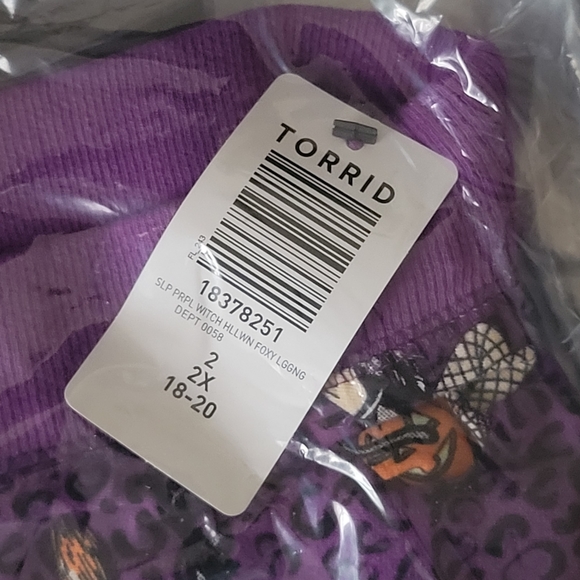 TORRID
18378251
SLP PRPL WITCH HLLWN FOXY LGGNG
DEPT 0058
2
2X
18-20